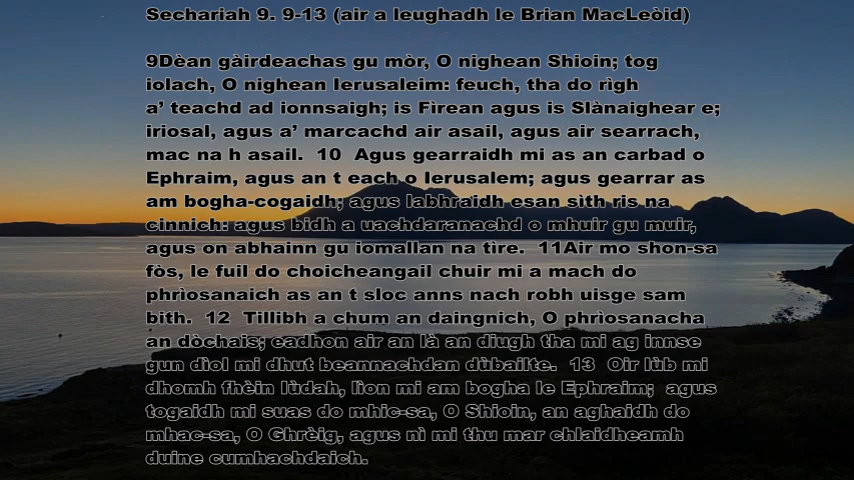 Sechariah 9. 9-13 (air a leughadh le Brian MacLeòid)
9Dèan gàirdeachas gu mòr, O nighean Shioin; tog
iolach, O nighean Ierusaleim: feuch, tha do rìgh
a’ teachd ad ionnsaigh; is Fìrean agus is Slànaighear e;
iriosal, agus a’ marcachd air asail, agus air searrach,
mac na h asail.  10  Agus gearraidh mi as an carbad o
Ephraim, agus an t each o Ierusalem; agus gearrar as
am bogha-cogaidh; agus labhraidh esan sìth ris na
cinnich: agus bidh a uachdaranachd o mhuir gu muir,
agus on abhainn gu iomallan na tìre.  11Air mo shon-sa
fòs, le fuil do choicheangail chuir mi a mach do
phrìosanaich as an t sloc anns nach robh uisge sam
bith.  12  Tillibh a chum an daingnich, O phrìosanacha
an dòchais; eadhon air an là an diugh tha mi ag innse
gun dìol mi dhut beannachdan dùbailte.  13  Oir lùb mi
dhomh fhèin Iùdah, lìon mi am bogha le Ephraim;  agus
togaidh mi suas do mhic-sa, O Shioin, an aghaidh do
mhac-sa, O Ghrèig, agus nì mi thu mar chlaidheamh
duine cumhachdaich.